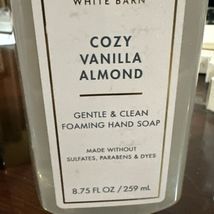 WHITE BARN
COZY
VANILLA
ALMOND
GENTLE & CLEAN
FOAMING HAND SOAP
MADE WITHOUT
SULFATES, PARABENS & DYES
8.75 FL OZ / 259 mL